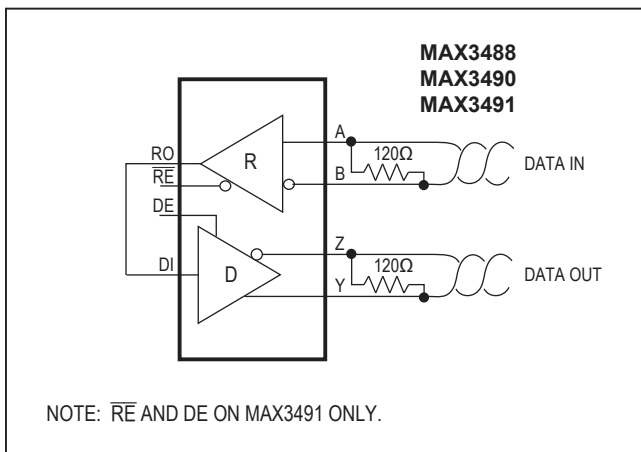 MAX3488
MAX3490
MAX3491
A
120Ω
RO
R
DATA IN
RE
B
DE
Z
120Ω
DI
D
DATA OUT
Y
NOTE: RE AND DE ON MAX3491 ONLY.